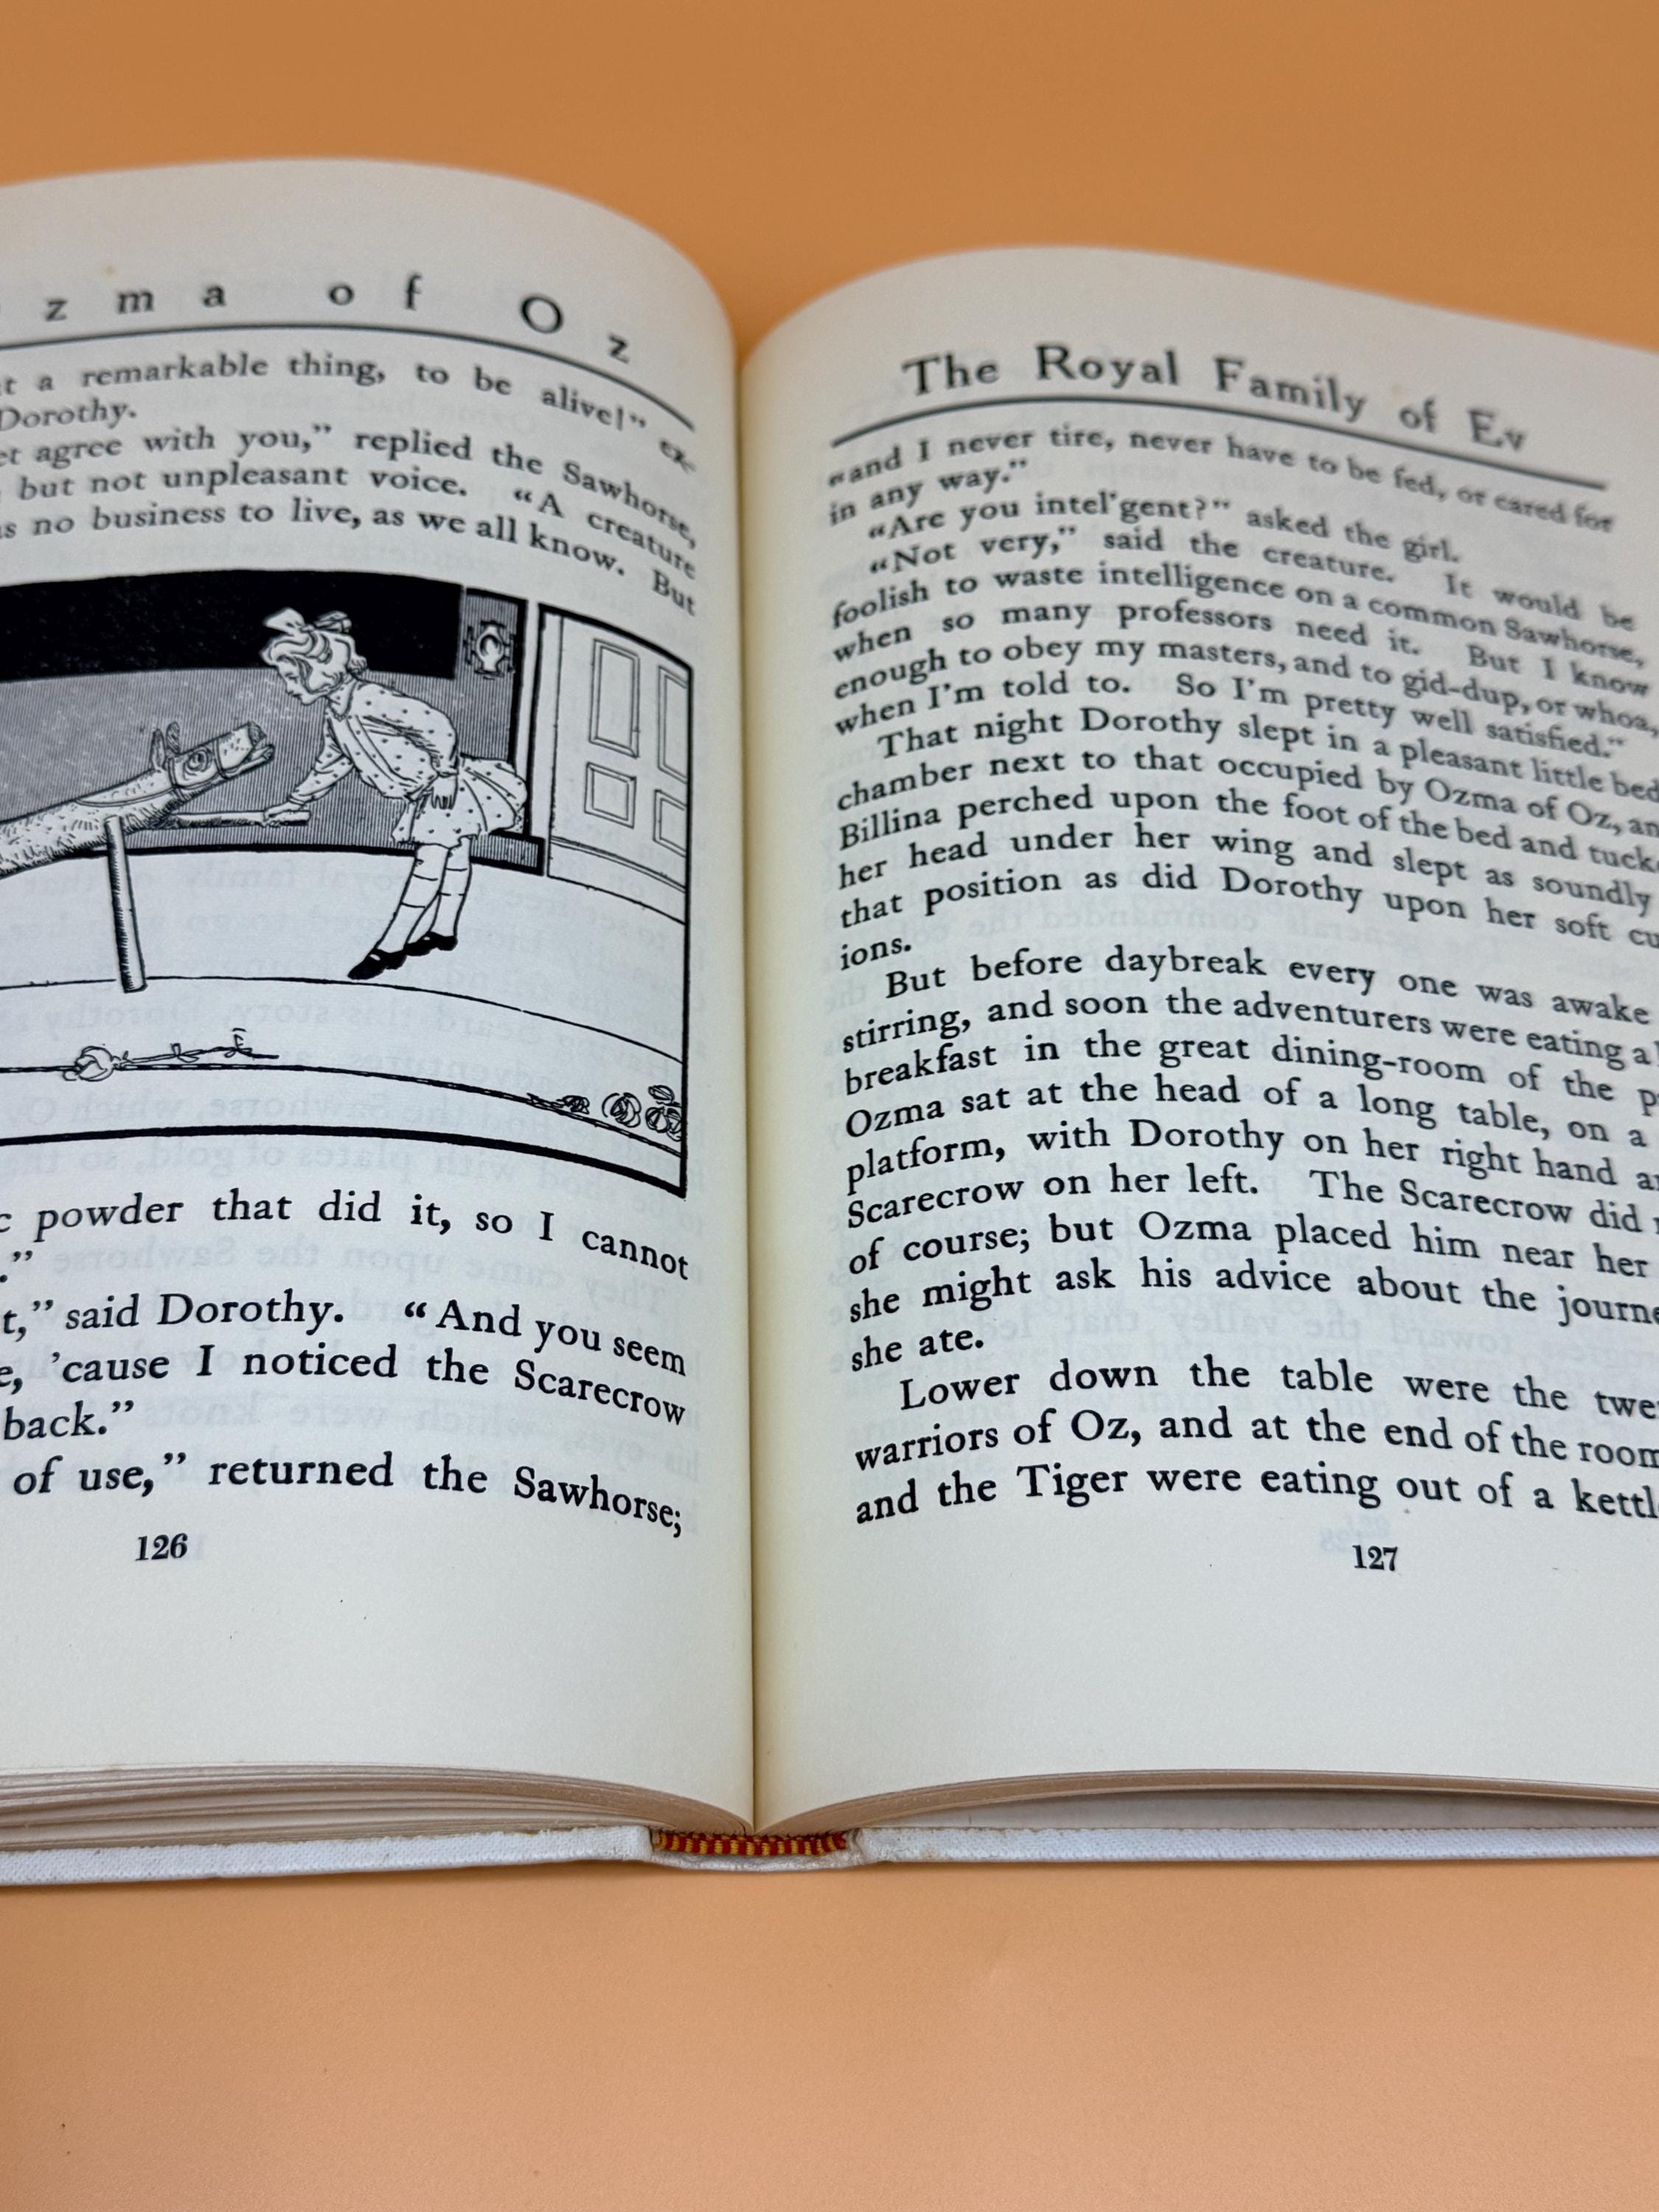 zma of Oz
a remarkable thing, to be alive!” ex-
Dorothy.
agree with you,” replied the Sawhorse,
but not unpleasant voice. “A creature
no business to live, as we all know. But
powder that did it, so I cannot
.”
,” said Dorothy. “And you seem
, ’cause I noticed the Scarecrow
back.”
of use,” returned the Sawhorse;
126
The Royal Family of Ev
“and I never tire, never have to be fed, or cared for
in any way.”
“Are you intel’gent?” asked the girl.
“Not very,” said the creature. It would be
foolish to waste intelligence on a common Sawhorse,
when so many professors need it. But I know
enough to obey my masters, and to gid-dup, or whoa,
when I’m told to. So I’m pretty well satisfied.”
That night Dorothy slept in a pleasant little bed
chamber next to that occupied by Ozma of Oz, an
Billina perched upon the foot of the bed and tuck
her head under her wing and slept as soundly
that position as did Dorothy upon her soft cu
ions.
But before daybreak every one was awake
stirring, and soon the adventurers were eating a
breakfast in the great dining-room of the p
Ozma sat at the head of a long table, on a
platform, with Dorothy on her right hand a
Scarecrow on her left. The Scarecrow did
of course; but Ozma placed him near her
she might ask his advice about the journe
she ate.
Lower down the table were the twe
warriors of Oz, and at the end of the room
and the Tiger were eating out of a kettl
127